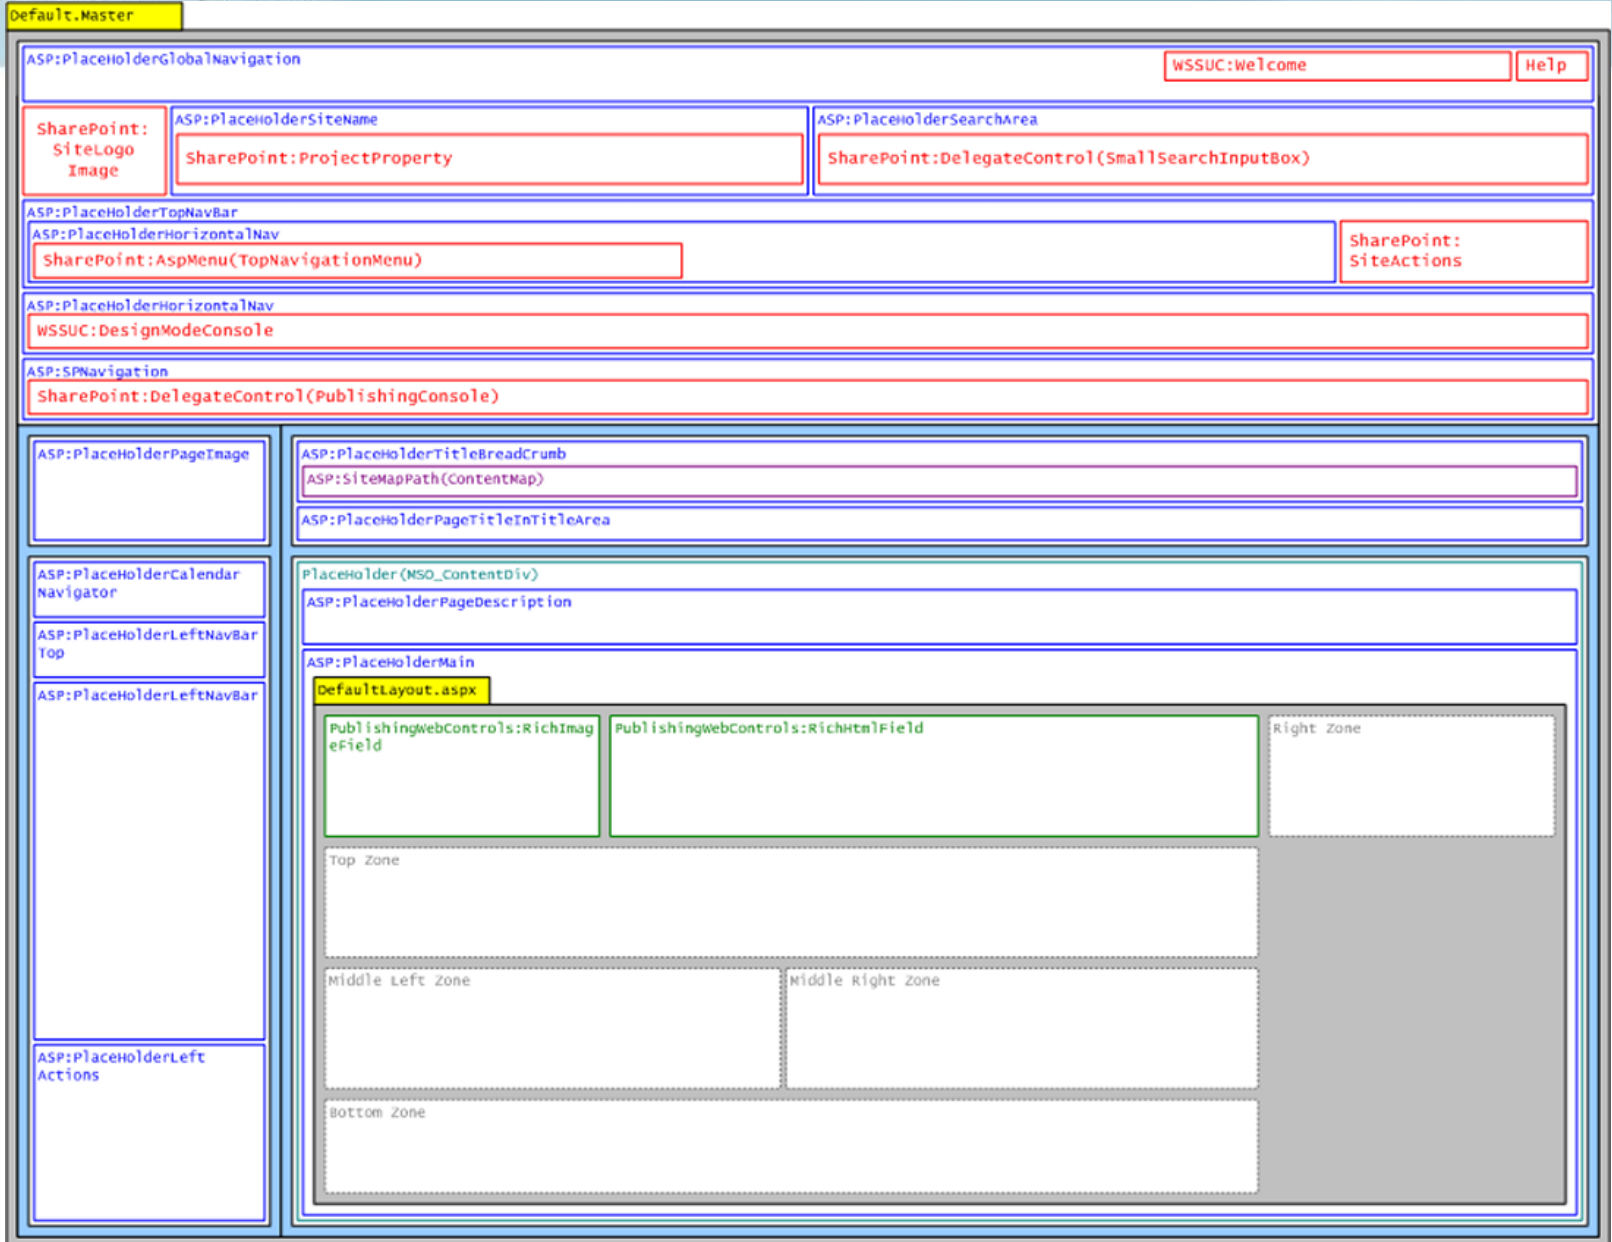 Default.Master
ASP:PlaceHolderGlobalNavigation
WSSUC:Welcome
Help
SharePoint:
SiteLogo
Image
ASP:PlaceHolderSiteName
SharePoint:ProjectProperty
ASP:PlaceHolderSearchArea
SharePoint:DelegateControl(SmallSearchInputBox)
ASP:PlaceHolderTopNavBar
ASP:PlaceHolderHorizontalNav
SharePoint:AspMenu(TopNavigationMenu)
SharePoint:
SiteActions
ASP:PlaceHolderHorizontalNav
WSSUC:DesignModeConsole
ASP:SPNavigation
SharePoint:DelegateControl(PublishingConsole)
ASP:PlaceHolderPageImage
ASP:PlaceHolderTitleBreadCrumb
ASP:SiteMapPath(ContentMap)
ASP:PlaceHolderPageTitleInTitleArea
ASP:PlaceHolderCalendar
Navigator
ASP:PlaceHolderLeftNavBar
Top
ASP:PlaceHolderLeftNavBar
ASP:PlaceHolderLeft
Actions
PlaceHolder(MSO_ContentDiv)
ASP:PlaceHolderPageDescription
ASP:PlaceHolderMain
DefaultLayout.aspx
PublishingWebControls:RichImag
eField
PublishingWebControls:RichHtmlField
Right Zone
Top Zone
Middle Left Zone
Middle Right Zone
Bottom Zone